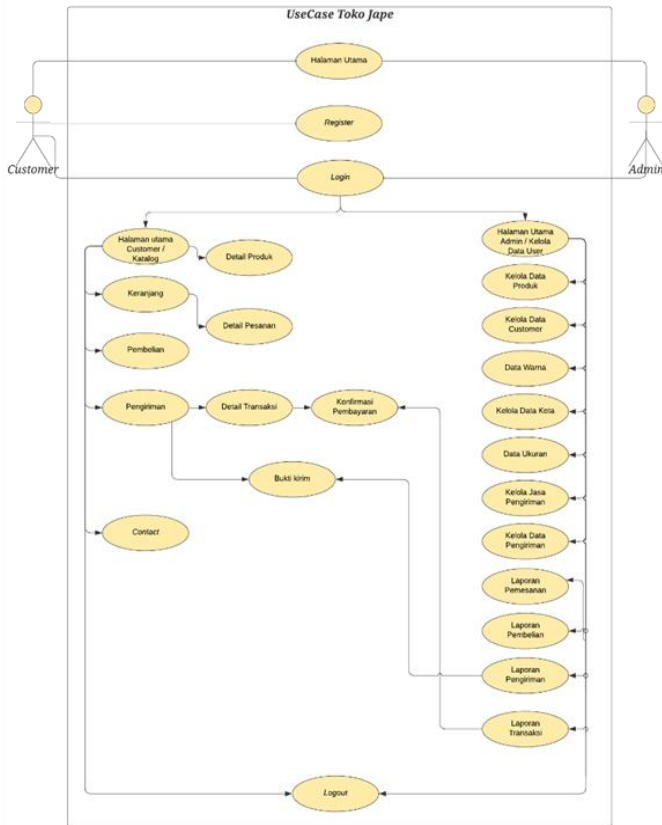 UseCase Toko Jape
Halaman Utama
Register
Customer
Admin
Login
Halaman utama
Customer /
Katalog
Halaman Utama
Admin / Kelola
Data User
Detail Produk
Kelola Data
Produk
Keranjang
Detail Pesanan
Kelola Data
Customer
Pembelian
Data Warna
Pengiriman
Detail Transaksi
Konfirmasi
Pembayaran
Kelola Data Kota
Data Ukuran
Bukti kirim
Kelola Jasa
Pengiriman
Contact
Kelola Data
Pengiriman
Laporan
Pemesanan
Laporan
Pembelian
Laporan
Pengiriman
Laporan
Transaksi
Logout